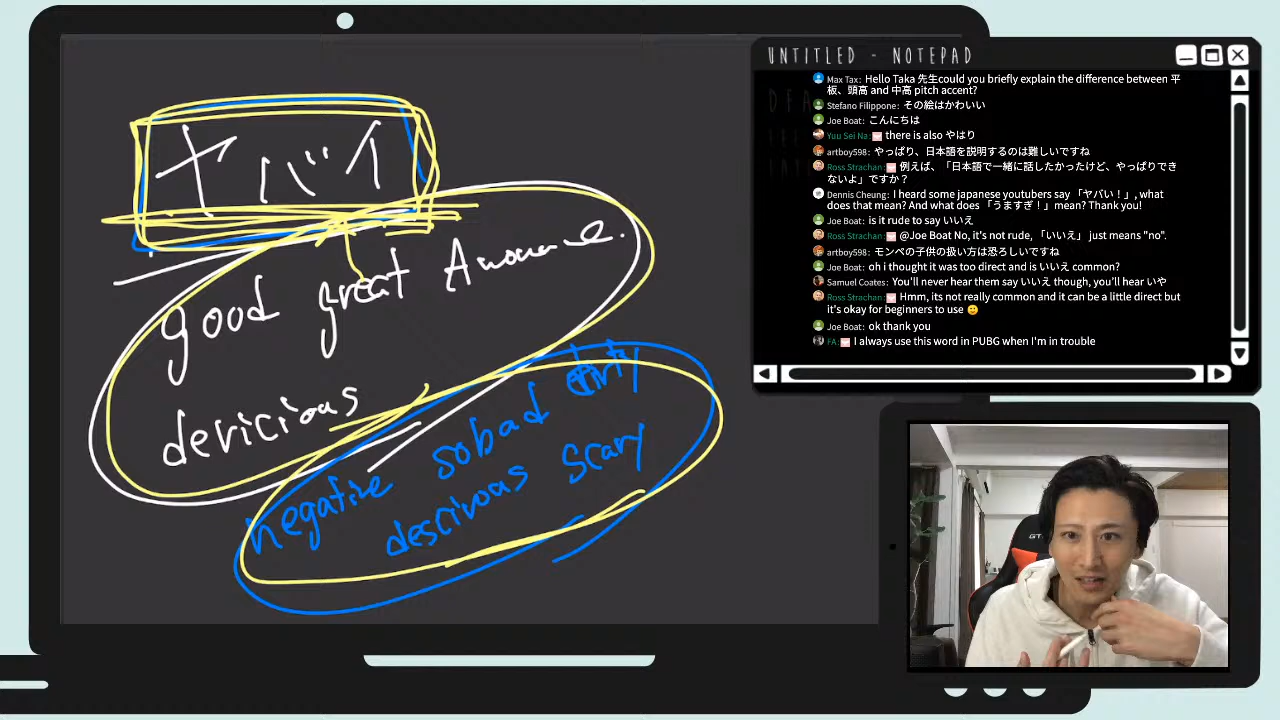 ヤバイ
good great Awesome.
dericious
negative so bad dirty
descirous scary
UNTITLED - NOTEPAD
Max Tax: Hello Taka 先生could you briefly explain the difference between 平
板、頭高 and 中高 pitch accent?
Stefano Filippone: その絵はかわいい
Joe Boat: こんにちは
Yuu Sei Na: there is also やはり
artboy598: やっぱり、日本語を説明するのは難しいですね
Ross Strachan: 例えば、「日本語で一緒に話したかったけど、やっぱりでき
ないよ」ですか？
Dennis Cheung: I heard some japanese youtubers say 「ヤバい！」, what
does that mean? And what does 「うますぎ！」 mean? Thank you!
Joe Boat: is it rude to say いいえ
Ross Strachan: @Joe Boat No, it's not rude, 「いいえ」 just means "no".
artboy598: モンペの子供の扱い方は恐ろしいですね
Joe Boat: oh i thought it was too direct and is いいえ common?
Samuel Coates: You'll never hear them say いいえ though, you'll hear いや
Ross Strachan: Hmm, its not really common and it can be a little direct but
it's okay for beginners to use 🙂
Joe Boat: ok thank you
FA: I always use this word in PUBG when I'm in trouble
GT